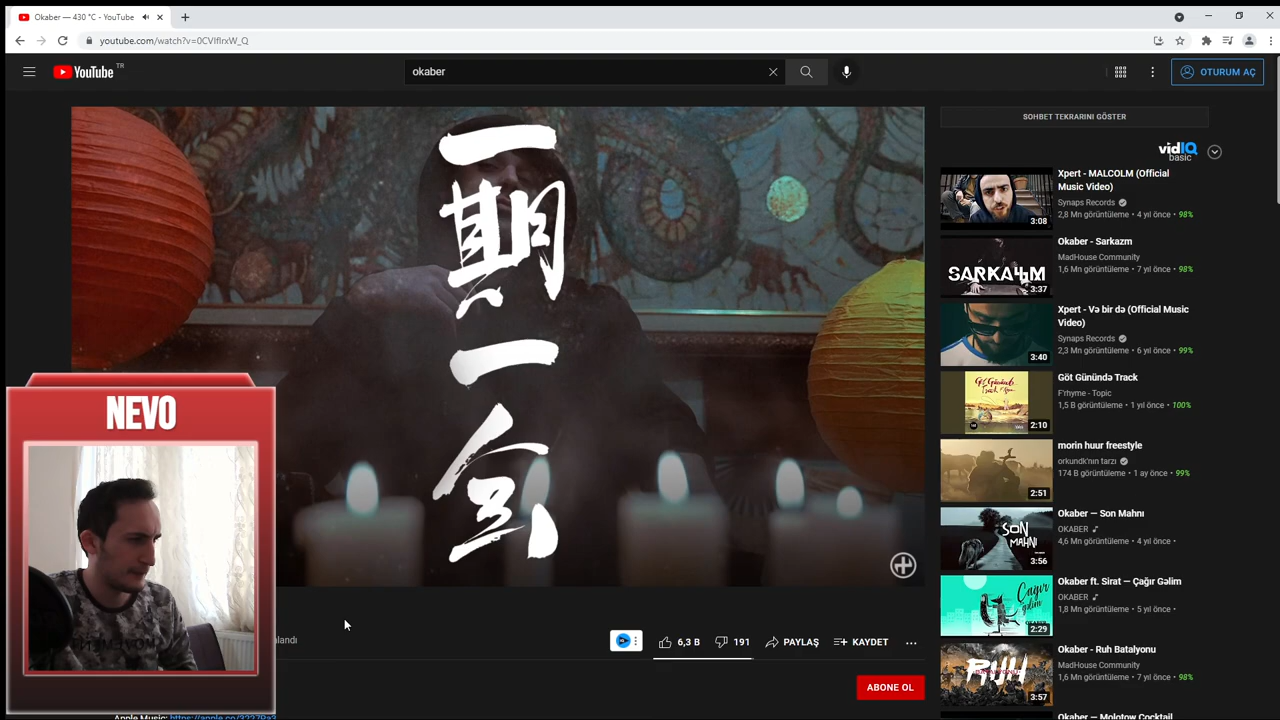 Okaber — 430 °C - YouTube
youtube.com/watch?v=0CVIfIrxW_Q
YouTube TR
okaber
OTURUM AÇ
一期一会
NEVO
alandı
6,3 B
191
PAYLAŞ
KAYDET
ABONE OL
Apple Music:
SOHBET TEKRARINI GÖSTER
vidIQ
basic
Xpert - MALCOLM (Official
Music Video)
Synaps Records
2,8 Mn görüntüleme • 4 yıl önce • 98%
3:08
Okaber - Sarkazm
MadHouse Community
1,6 Mn görüntüleme • 7 yıl önce • 98%
SARKAZM
3:37
Xpert - Və bir də (Official Music
Video)
Synaps Records
2,3 Mn görüntüleme • 6 yıl önce • 99%
3:40
Göt Günündə Track
F'rhyme - Topic
1,5 B görüntüleme • 1 yıl önce • 100%
2:10
morin huur freestyle
orkundk'nın tarzı
174 B görüntüleme • 1 ay önce • 99%
2:51
Okaber — Son Mahnı
OKABER
4,6 Mn görüntüleme • 4 yıl önce •
SON
MAHNI
3:56
Okaber ft. Sirat — Çağır Gəlim
OKABER
1,8 Mn görüntüleme • 5 yıl önce •
Çağır
gəlim
2:29
Okaber - Ruh Batalyonu
MadHouse Community
1,6 Mn görüntüleme • 7 yıl önce • 98%
RUH
3:57
Okaber — Molotow Cocktail